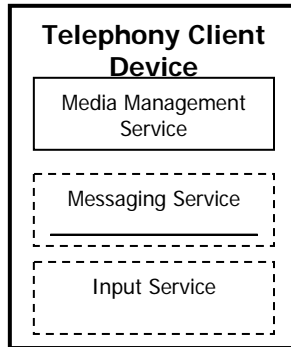 Telephony Client
Device
Media Management
Service
Messaging Service
Input Service